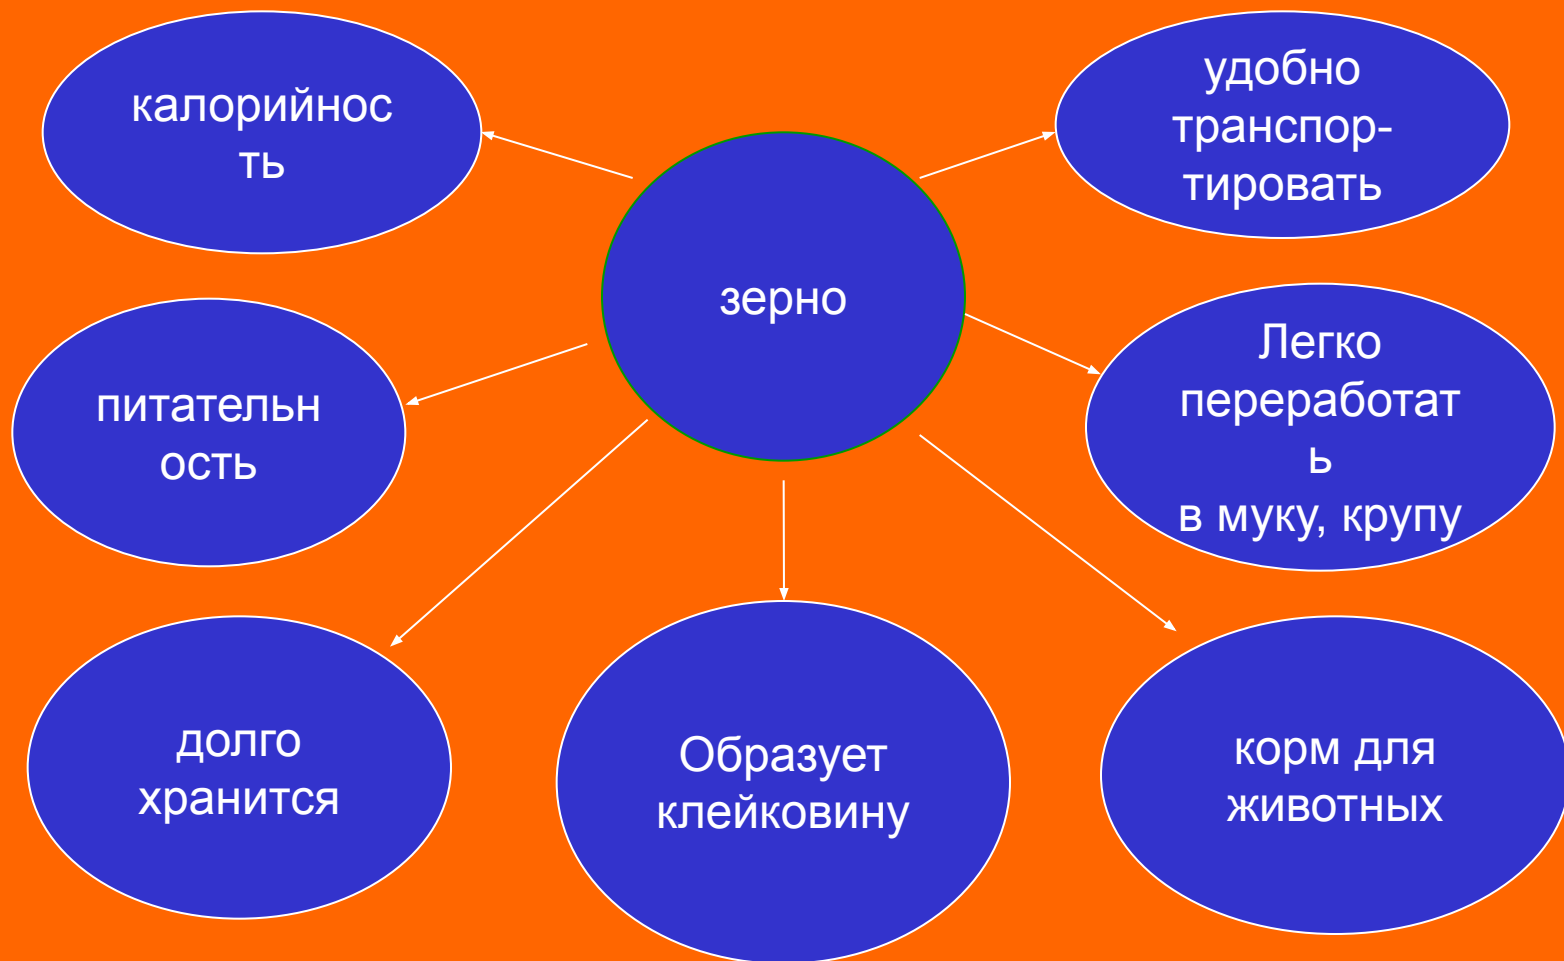 калорийнос
ть
удобно
транспор-
тировать
зерно
питательн
ость
Легко
переработат
ь
в муку, крупу
долго
хранится
Образует
клейковину
корм для
животных